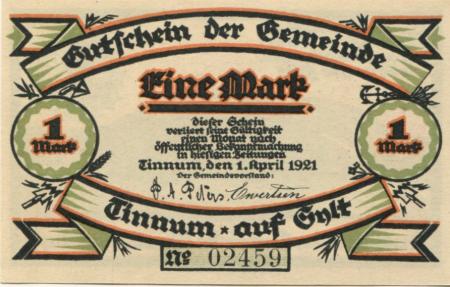 Gutschein der Gemeinde
Eine Mark
1 Mark
1 Mark
Dieser Schein
verliert seine Gültigkeit
einen Monat nach
öffentlicher Bekanntmachung
in hiesigen Zeitungen
Tinnum, den 1. April 1921
Der Gemeindevorstand:
P. A. Peters.
Tinnum * auf Sylt
No 02459